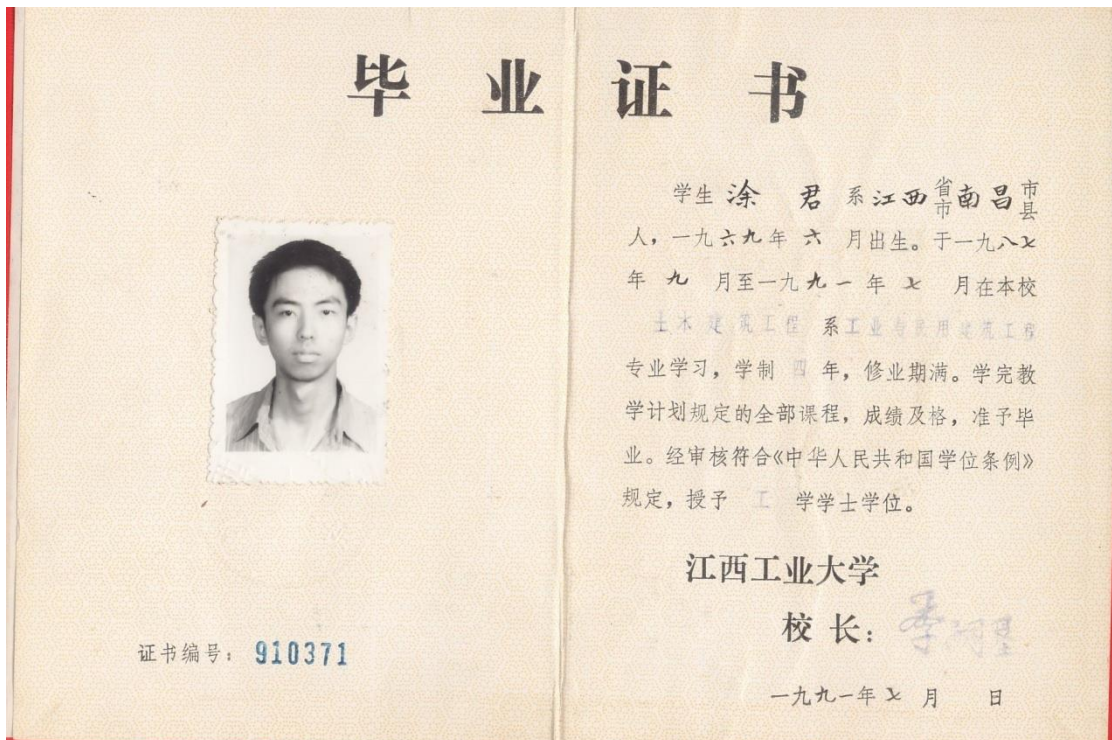 毕业证书
学生 涂 君 系江西省市南昌市县
人，一九六九年 六 月出生。于一九八七
年 九 月至一九九一年 七 月在本校
土木建筑工程 系工业与民用建筑工程
专业学习，学制 四 年，修业期满。学完教
学计划规定的全部课程，成绩及格，准予毕
业。经审核符合《中华人民共和国学位条例》
规定，授予 工 学学士学位。
江西工业大学
校长：
证书编号：910371
一九九一年七月 日